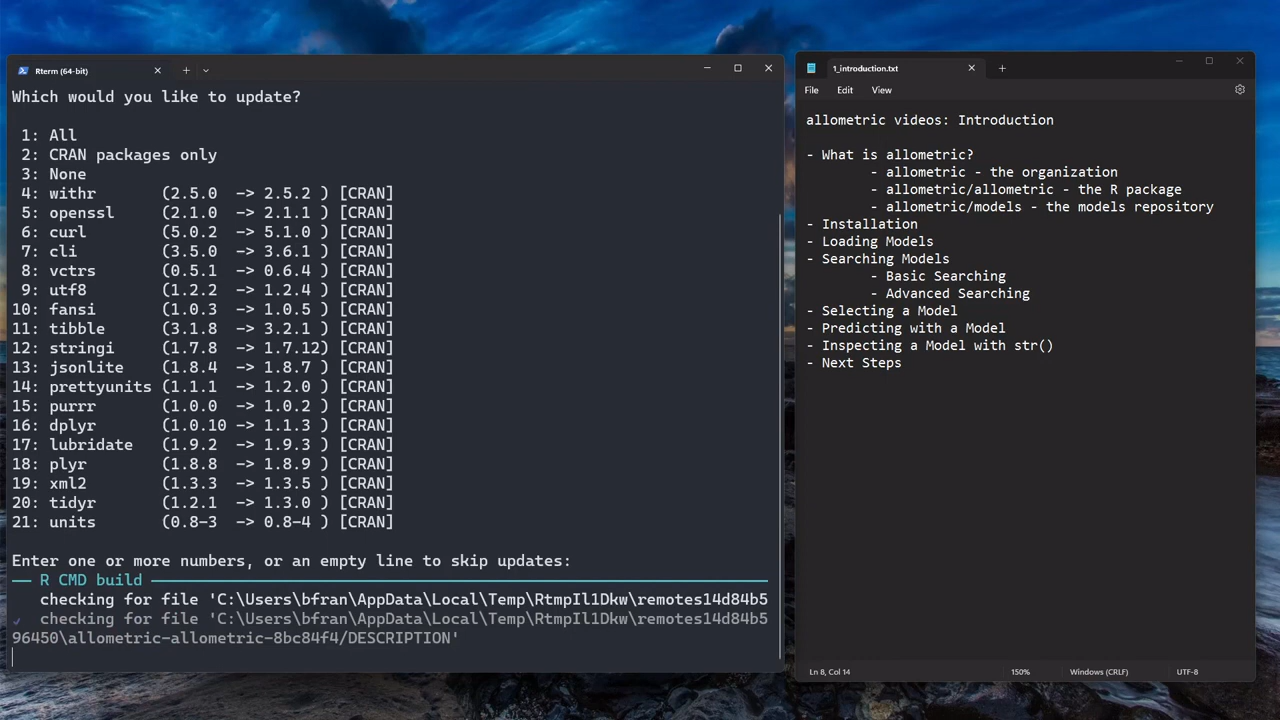 Rterm (64-bit)
Which would you like to update?
1: All
2: CRAN packages only
3: None
4: withr (2.5.0 -> 2.5.2 ) [CRAN]
5: openssl (2.1.0 -> 2.1.1 ) [CRAN]
6: curl (5.0.2 -> 5.1.0 ) [CRAN]
7: cli (3.5.0 -> 3.6.1 ) [CRAN]
8: vctrs (0.5.1 -> 0.6.4 ) [CRAN]
9: utf8 (1.2.2 -> 1.2.4 ) [CRAN]
10: fansi (1.0.3 -> 1.0.5 ) [CRAN]
11: tibble (3.1.8 -> 3.2.1 ) [CRAN]
12: stringi (1.7.8 -> 1.7.12) [CRAN]
13: jsonlite (1.8.4 -> 1.8.7 ) [CRAN]
14: prettyunits (1.1.1 -> 1.2.0 ) [CRAN]
15: purrr (1.0.0 -> 1.0.2 ) [CRAN]
16: dplyr (1.0.10 -> 1.1.3 ) [CRAN]
17: lubridate (1.9.2 -> 1.9.3 ) [CRAN]
18: plyr (1.8.8 -> 1.8.9 ) [CRAN]
19: xml2 (1.3.3 -> 1.3.5 ) [CRAN]
20: tidyr (1.2.1 -> 1.3.0 ) [CRAN]
21: units (0.8-3 -> 0.8-4 ) [CRAN]
Enter one or more numbers, or an empty line to skip updates:
── R CMD build ──
checking for file 'C:\Users\bfran\AppData\Local\Temp\RtmpIl1Dkw\remotes14d84b5
✓ checking for file 'C:\Users\bfran\AppData\Local\Temp\RtmpIl1Dkw\remotes14d84b5
96450\allometric-allometric-8bc84f4/DESCRIPTION'
1_introduction.txt
File Edit View
allometric videos: Introduction
- What is allometric?
- allometric - the organization
- allometric/allometric - the R package
- allometric/models - the models repository
- Installation
- Loading Models
- Searching Models
- Basic Searching
- Advanced Searching
- Selecting a Model
- Predicting with a Model
- Inspecting a Model with str()
- Next Steps
Ln 8, Col 14 150% Windows (CRLF) UTF-8